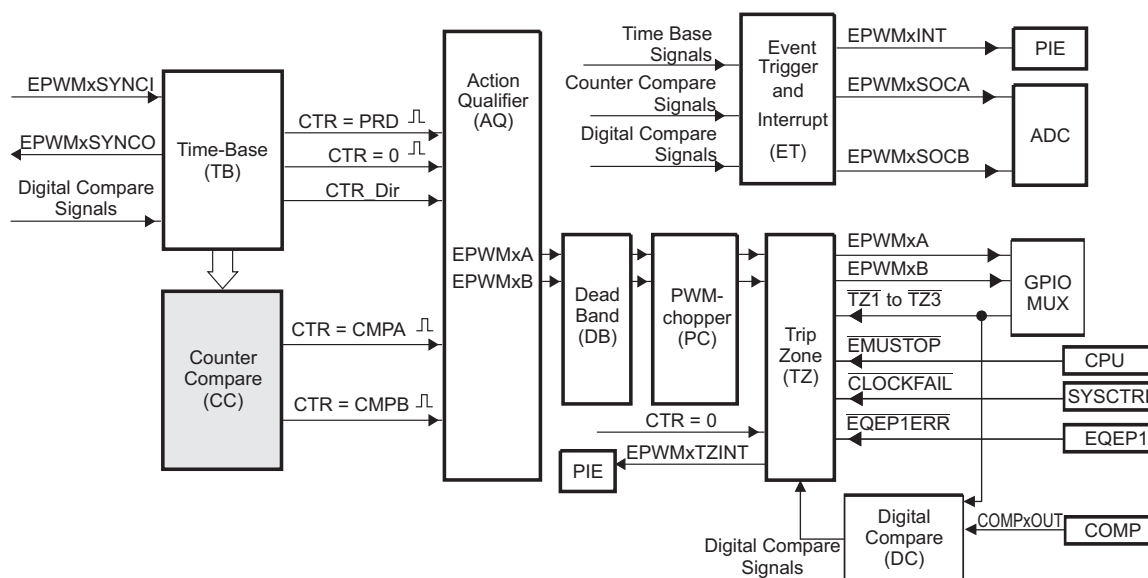 EPWMxSYNCI
EPWMxSYNCO
Digital Compare
Signals
Time-Base
(TB)
CTR = PRD
CTR = 0
CTR_Dir
Counter
Compare
(CC)
CTR = CMPA
CTR = CMPB
Action
Qualifier
(AQ)
EPWMxA
EPWMxB
Time Base
Signals
Counter Compare
Signals
Digital Compare
Signals
Event
Trigger
and
Interrupt
(ET)
EPWMxINT
EPWMxSOCA
EPWMxSOCB
PIE
ADC
Dead
Band
(DB)
PWM-
chopper
(PC)
Trip
Zone
(TZ)
EPWMxA
EPWMxB
TZ1 to TZ3
EMUSTOP
CLOCKFAIL
EQEP1ERR
GPIO
MUX
CPU
SYSCTRL
EQEP1
CTR = 0
EPWMxTZINT
PIE
Digital Compare
Signals
Digital
Compare
(DC)
COMPxOUT
COMP